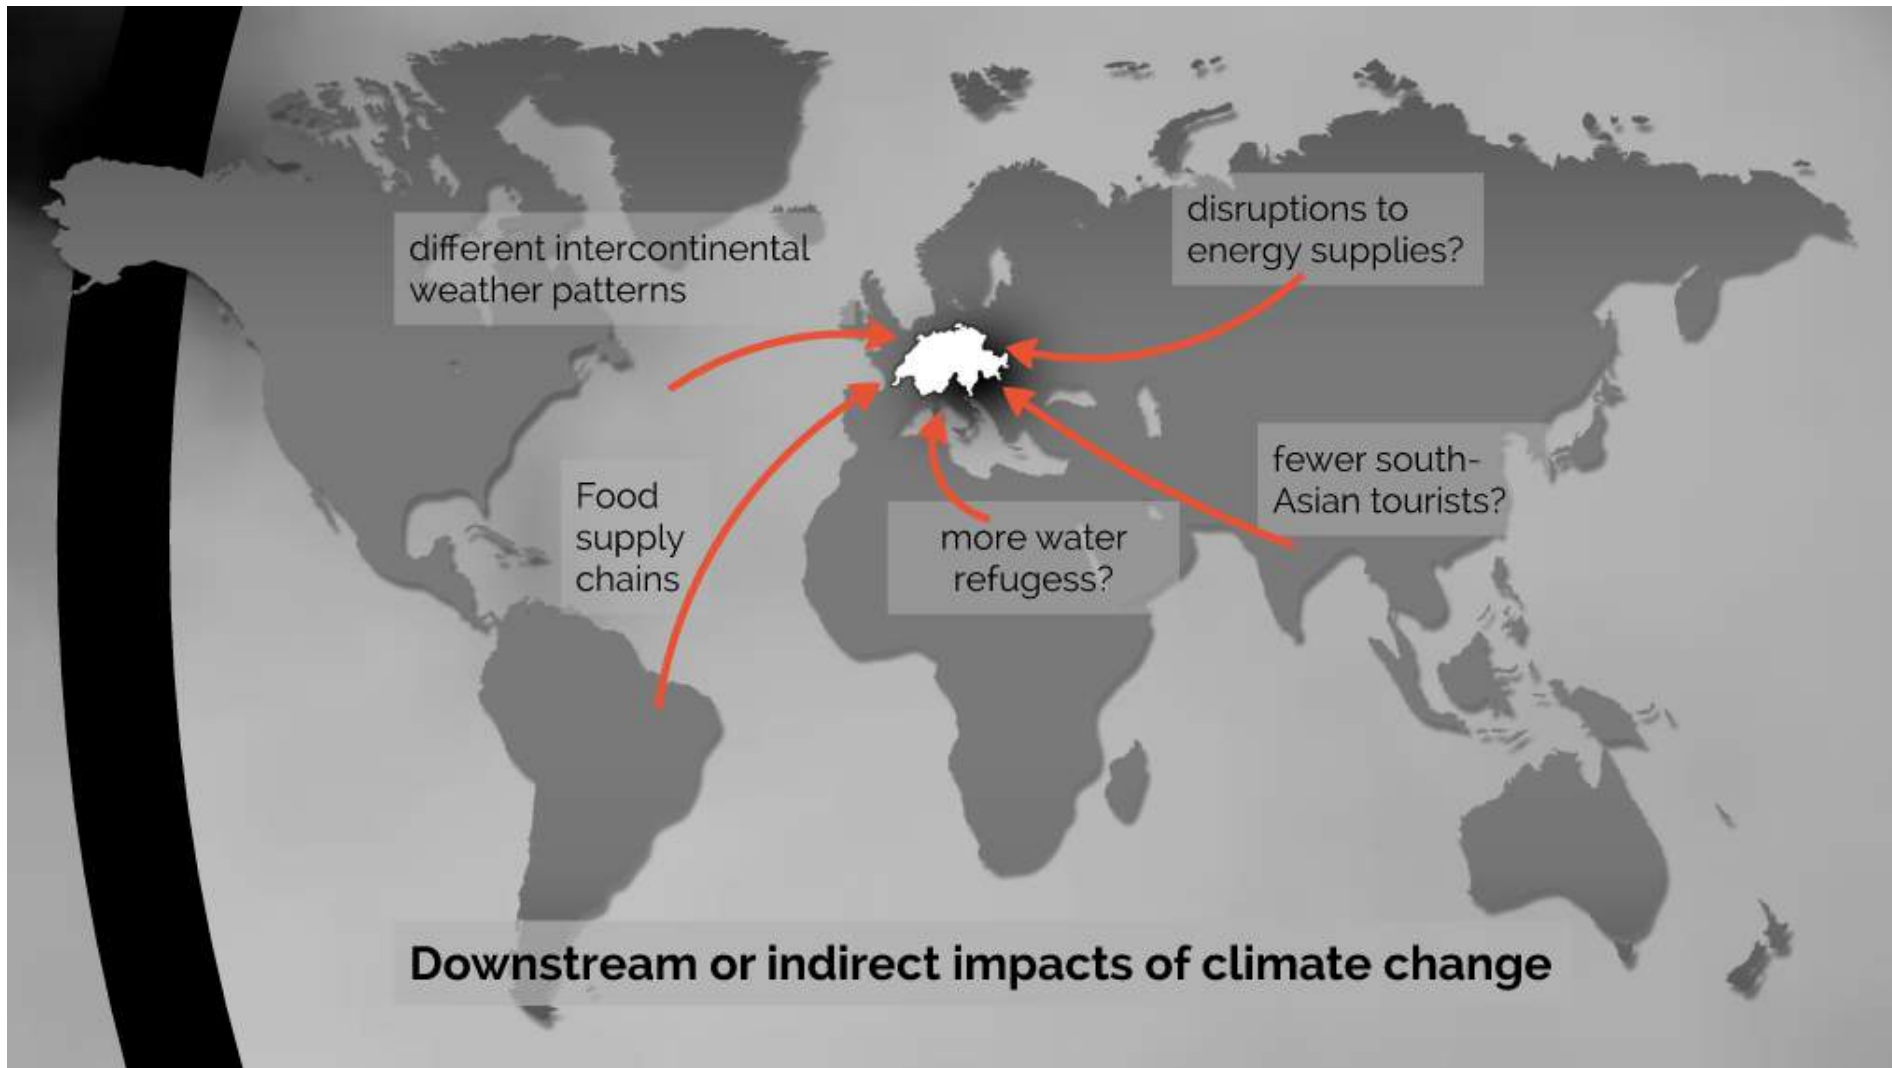 different intercontinental
weather patterns
disruptions to
energy supplies?
Food
supply
chains
more water
refugess?
fewer south-
Asian tourists?
Downstream or indirect impacts of climate change